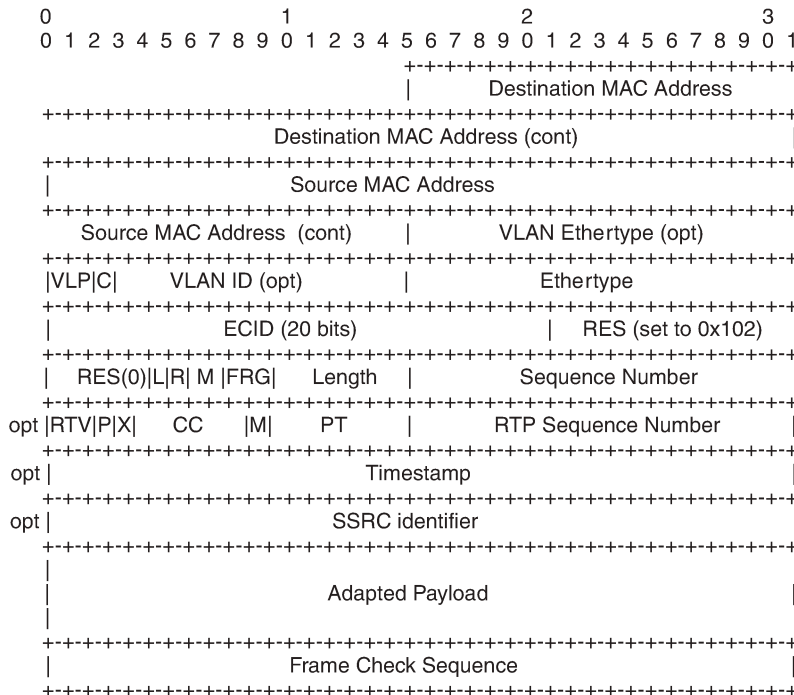 0 1 2 3
0 1 2 3 4 5 6 7 8 9 0 1 2 3 4 5 6 7 8 9 0 1 2 3 4 5 6 7 8 9 0 1
+-+-+-+-+-+-+-+-+-+-+-+-+-+-+-+-+
| Destination MAC Address
+-+-+-+-+-+-+-+-+-+-+-+-+-+-+-+-+-+-+-+-+-+-+-+-+-+-+-+-+-+-+-+-+
Destination MAC Address (cont) |
+-+-+-+-+-+-+-+-+-+-+-+-+-+-+-+-+-+-+-+-+-+-+-+-+-+-+-+-+-+-+-+-+
| Source MAC Address
+-+-+-+-+-+-+-+-+-+-+-+-+-+-+-+-+-+-+-+-+-+-+-+-+-+-+-+-+-+-+-+-+
Source MAC Address (cont) | VLAN Ethertype (opt)
+-+-+-+-+-+-+-+-+-+-+-+-+-+-+-+-+-+-+-+-+-+-+-+-+-+-+-+-+-+-+-+-+
|VLP|C| VLAN ID (opt) | Ethertype
+-+-+-+-+-+-+-+-+-+-+-+-+-+-+-+-+-+-+-+-+-+-+-+-+-+-+-+-+-+-+-+-+
| ECID (20 bits) | RES (set to 0x102)
+-+-+-+-+-+-+-+-+-+-+-+-+-+-+-+-+-+-+-+-+-+-+-+-+-+-+-+-+-+-+-+-+
| RES(0)|L|R| M |FRG| Length | Sequence Number
+-+-+-+-+-+-+-+-+-+-+-+-+-+-+-+-+-+-+-+-+-+-+-+-+-+-+-+-+-+-+-+-+
opt |RTV|P|X| CC |M| PT | RTP Sequence Number |
+-+-+-+-+-+-+-+-+-+-+-+-+-+-+-+-+-+-+-+-+-+-+-+-+-+-+-+-+-+-+-+-+
opt | Timestamp |
+-+-+-+-+-+-+-+-+-+-+-+-+-+-+-+-+-+-+-+-+-+-+-+-+-+-+-+-+-+-+-+-+
opt | SSRC identifier
+-+-+-+-+-+-+-+-+-+-+-+-+-+-+-+-+-+-+-+-+-+-+-+-+-+-+-+-+-+-+-+-+
|
| Adapted Payload |
|
+-+-+-+-+-+-+-+-+-+-+-+-+-+-+-+-+-+-+-+-+-+-+-+-+-+-+-+-+-+-+-+-+
| Frame Check Sequence |
+-+-+-+-+-+-+-+-+-+-+-+-+-+-+-+-+-+-+-+-+-+-+-+-+-+-+-+-+-+-+-+-+